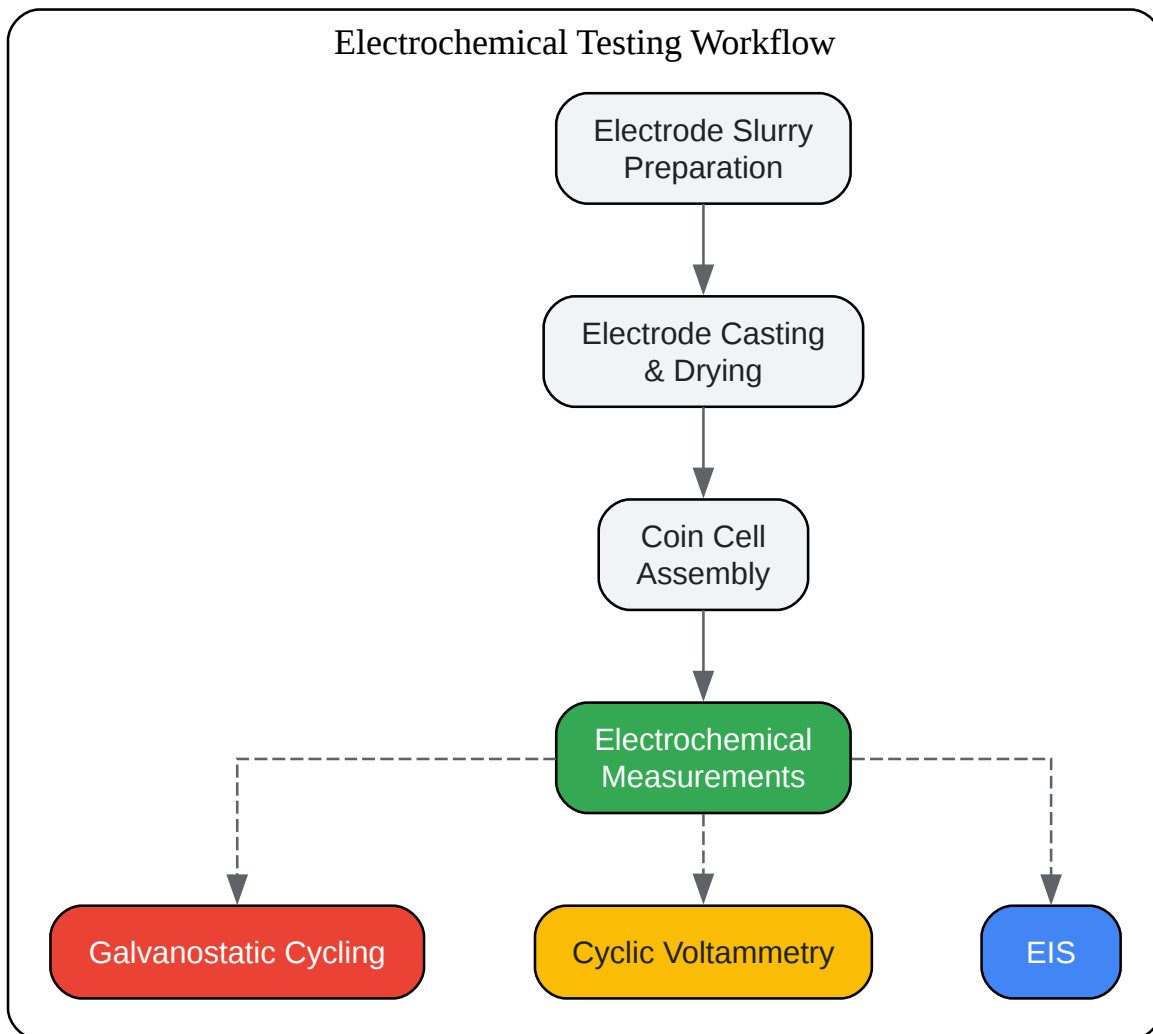 Electrochemical Testing Workflow
Electrode Slurry
Preparation
Electrode Casting
& Drying
Coin Cell
Assembly
Electrochemical
Measurements
Galvanostatic Cycling
Cyclic Voltammetry
EIS